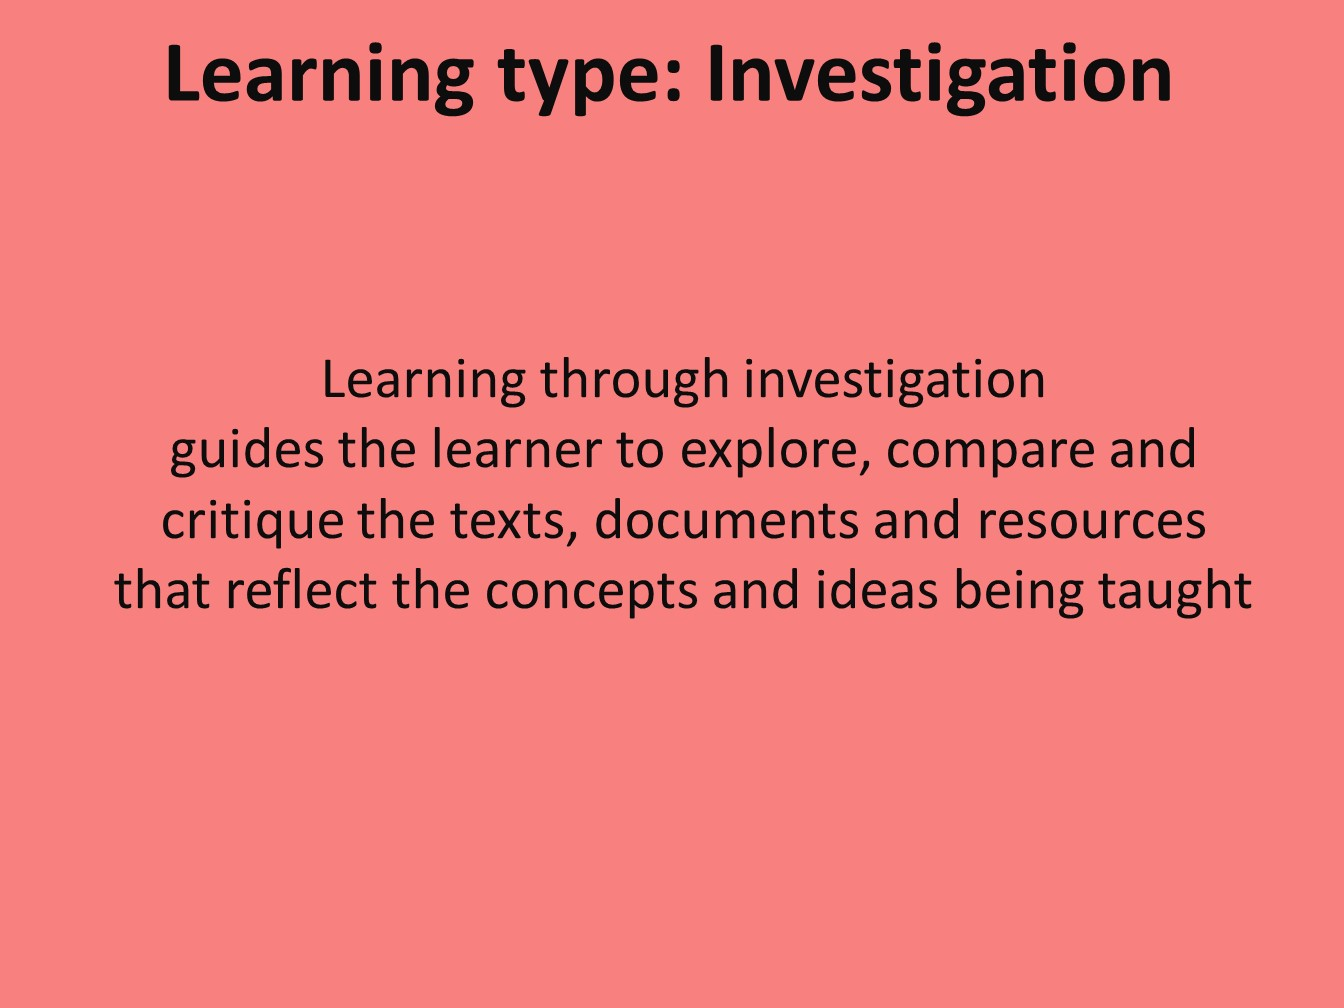 Learning type: Investigation
Learning through investigation
guides the learner to explore, compare and
critique the texts, documents and resources
that reflect the concepts and ideas being taught